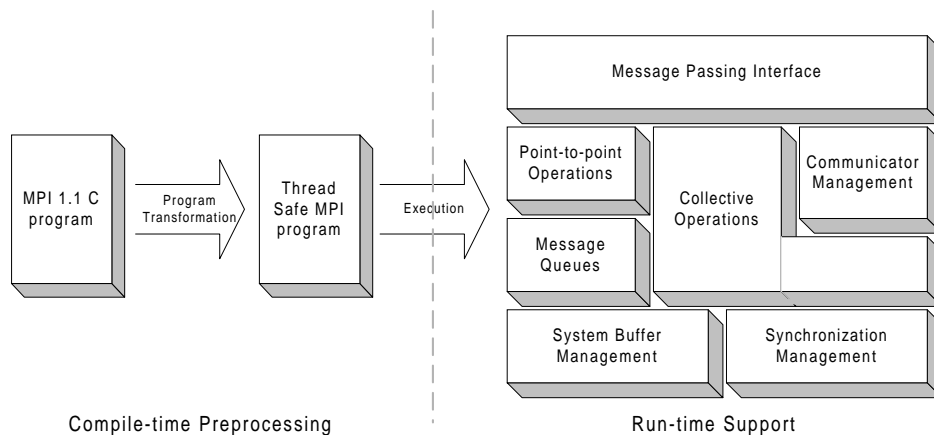 MPI 1.1 C
program
Program
Transformation
Thread
Safe MPI
program
Execution
Message Passing Interface
Point-to-point
Operations
Collective
Operations
Communicator
Management
Message
Queues
System Buffer
Management
Synchronization
Management
Compile-time Preprocessing
Run-time Support